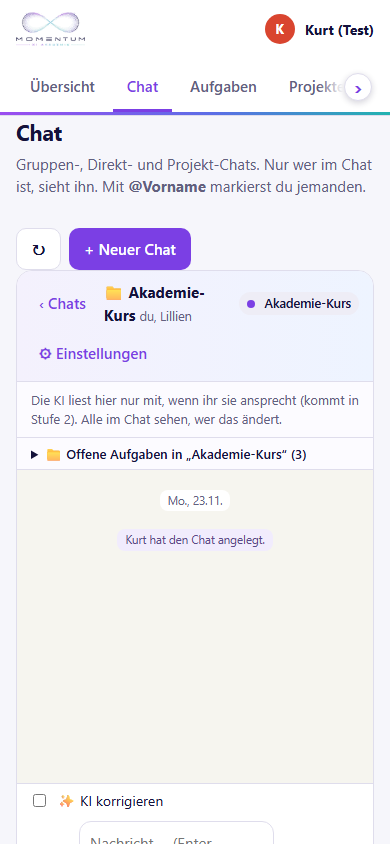 MOMENTUM
K Kurt (Test)
Übersicht Chat Aufgaben Projekte ›
Chat
Gruppen-, Direkt- und Projekt-Chats. Nur wer im Chat
ist, sieht ihn. Mit @Vorname markierst du jemanden.
↻ + Neuer Chat
‹ Chats 📁 Akademie-
Kurs du, Lillien
Akademie-Kurs
⚙ Einstellungen
Die KI liest hier nur mit, wenn ihr sie ansprecht (kommt in
Stufe 2). Alle im Chat sehen, wer das ändert.
▶ 📁 Offene Aufgaben in „Akademie-Kurs“ (3)
Mo., 23.11.
Kurt hat den Chat angelegt.
✨ KI korrigieren
Nachricht … (Enter